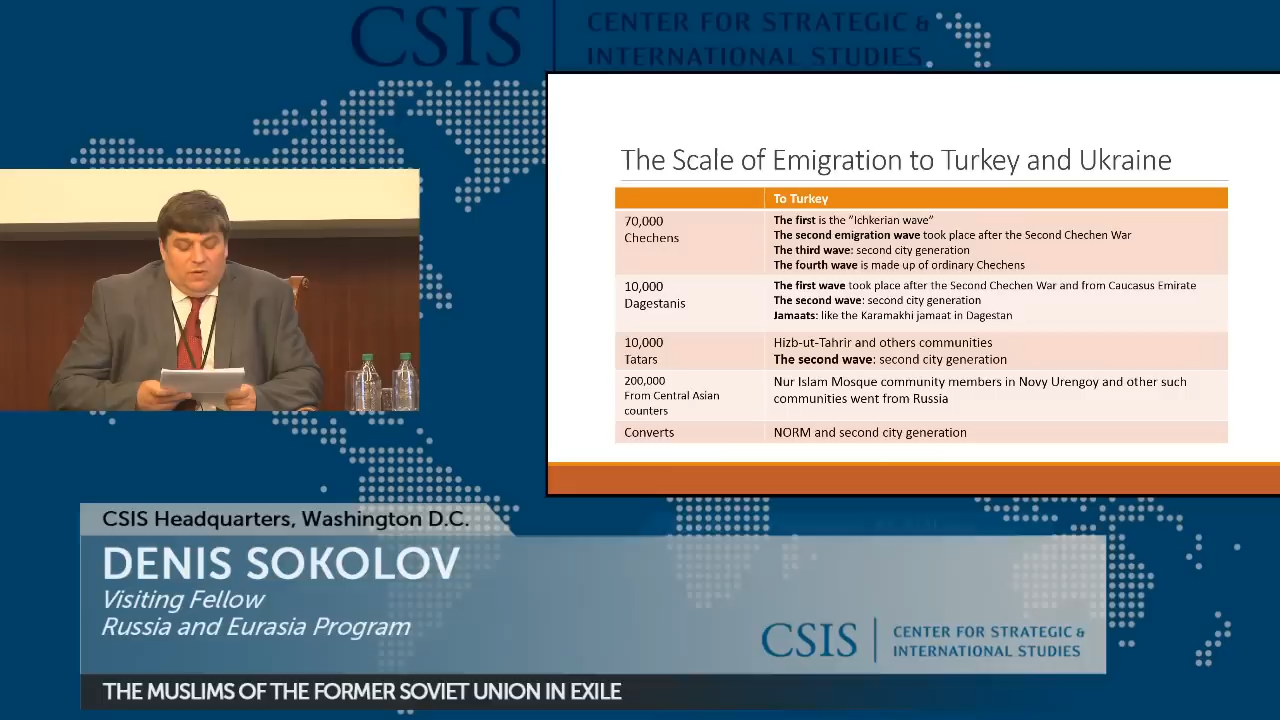 CSIS
CENTER FOR STRATEGIC &
INTERNATIONAL STUDIES
The Scale of Emigration to Turkey and Ukraine
To Turkey
70,000
Chechens
The first is the "Ichkerian wave"
The second emigration wave took place after the Second Chechen War
The third wave: second city generation
The fourth wave is made up of ordinary Chechens
10,000
Dagestanis
The first wave took place after the Second Chechen War and from Caucasus Emirate
The second wave: second city generation
Jamaats: like the Karamakhi jamaat in Dagestan
10,000
Tatars
Hizb-ut-Tahrir and others communities
The second wave: second city generation
200,000
From Central Asian
counters
Nur Islam Mosque community members in Novy Urengoy and other such
communities went from Russia
Converts
NORM and second city generation
CSIS Headquarters, Washington D.C.
DENIS SOKOLOV
Visiting Fellow
Russia and Eurasia Program
CSIS
CENTER FOR STRATEGIC &
INTERNATIONAL STUDIES
THE MUSLIMS OF THE FORMER SOVIET UNION IN EXILE